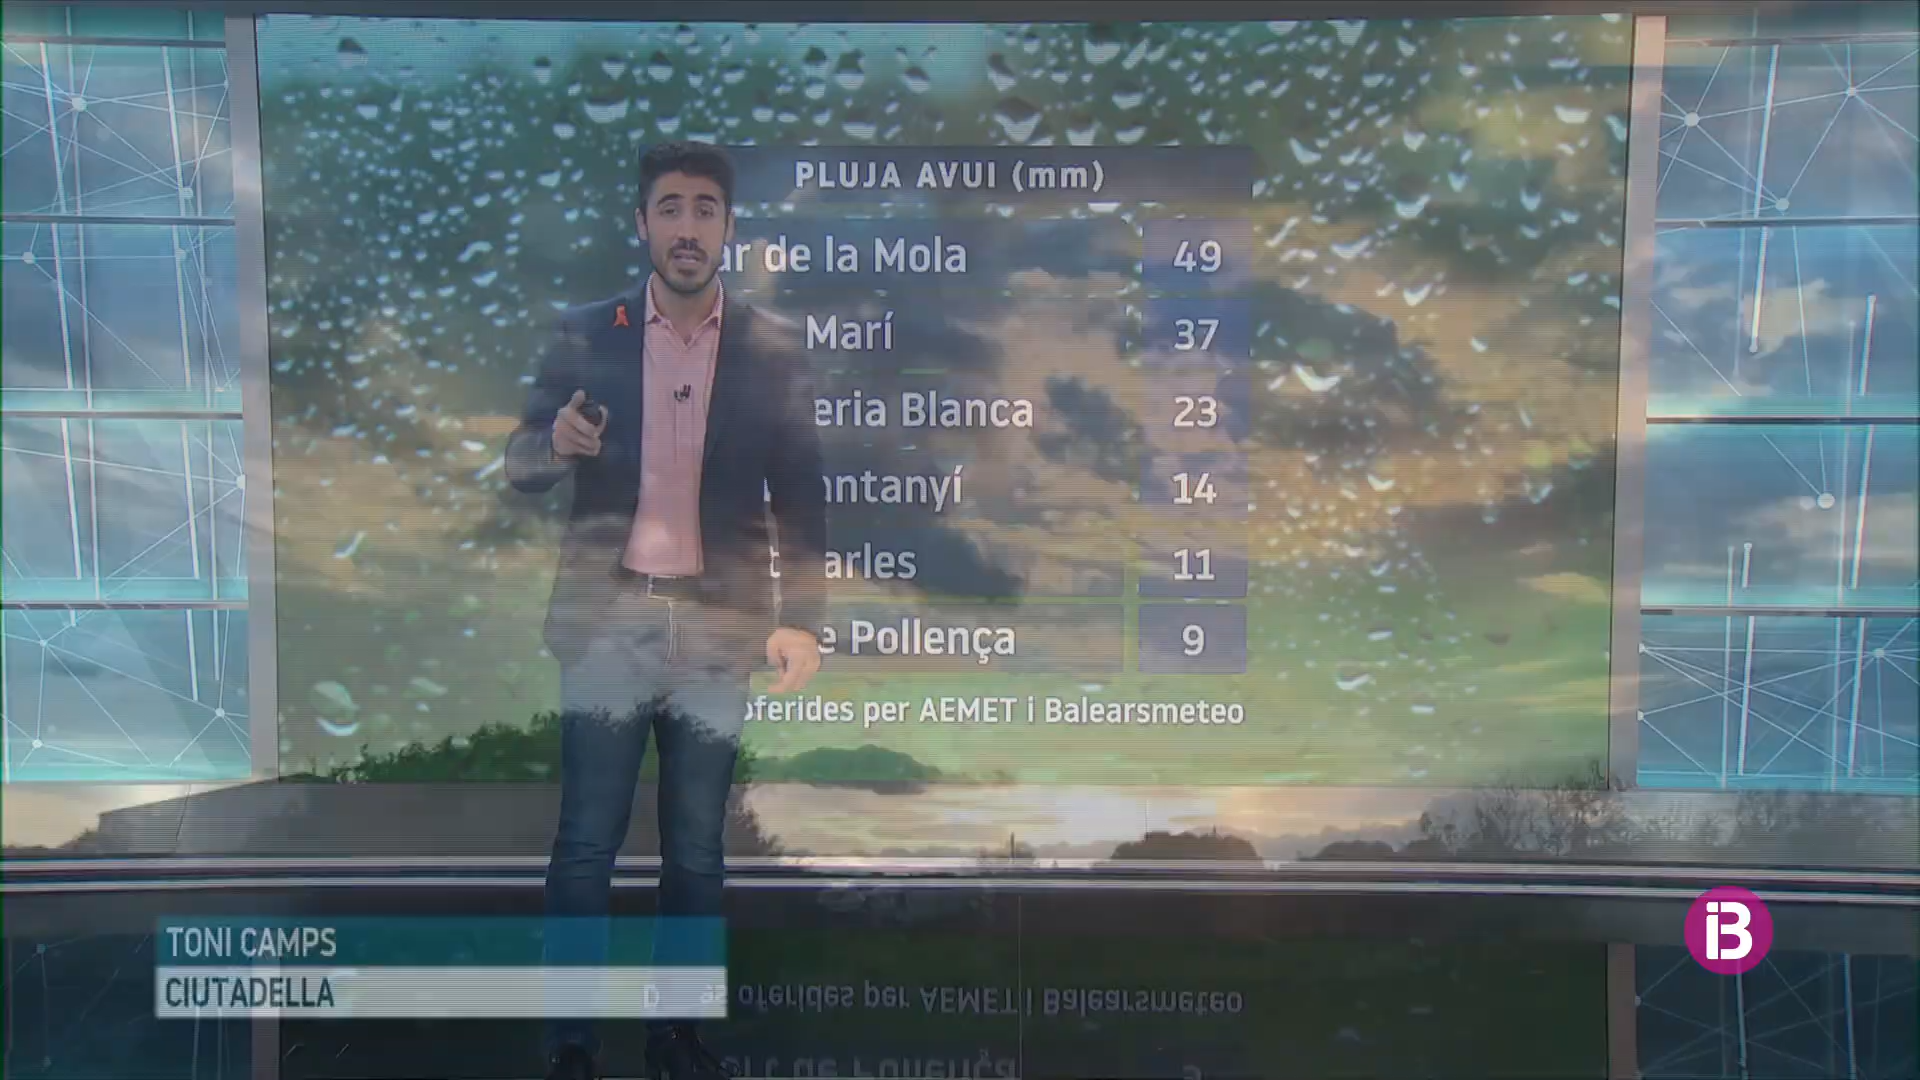 PLUJA AVUI (mm)
ar de la Mola 49
Marí 37
eria Blanca 23
ntanyí 14
arles 11
e Pollença 9
oferides per AEMET i Balearsmeteo
TONI CAMPS
CIUTADELLA
IB